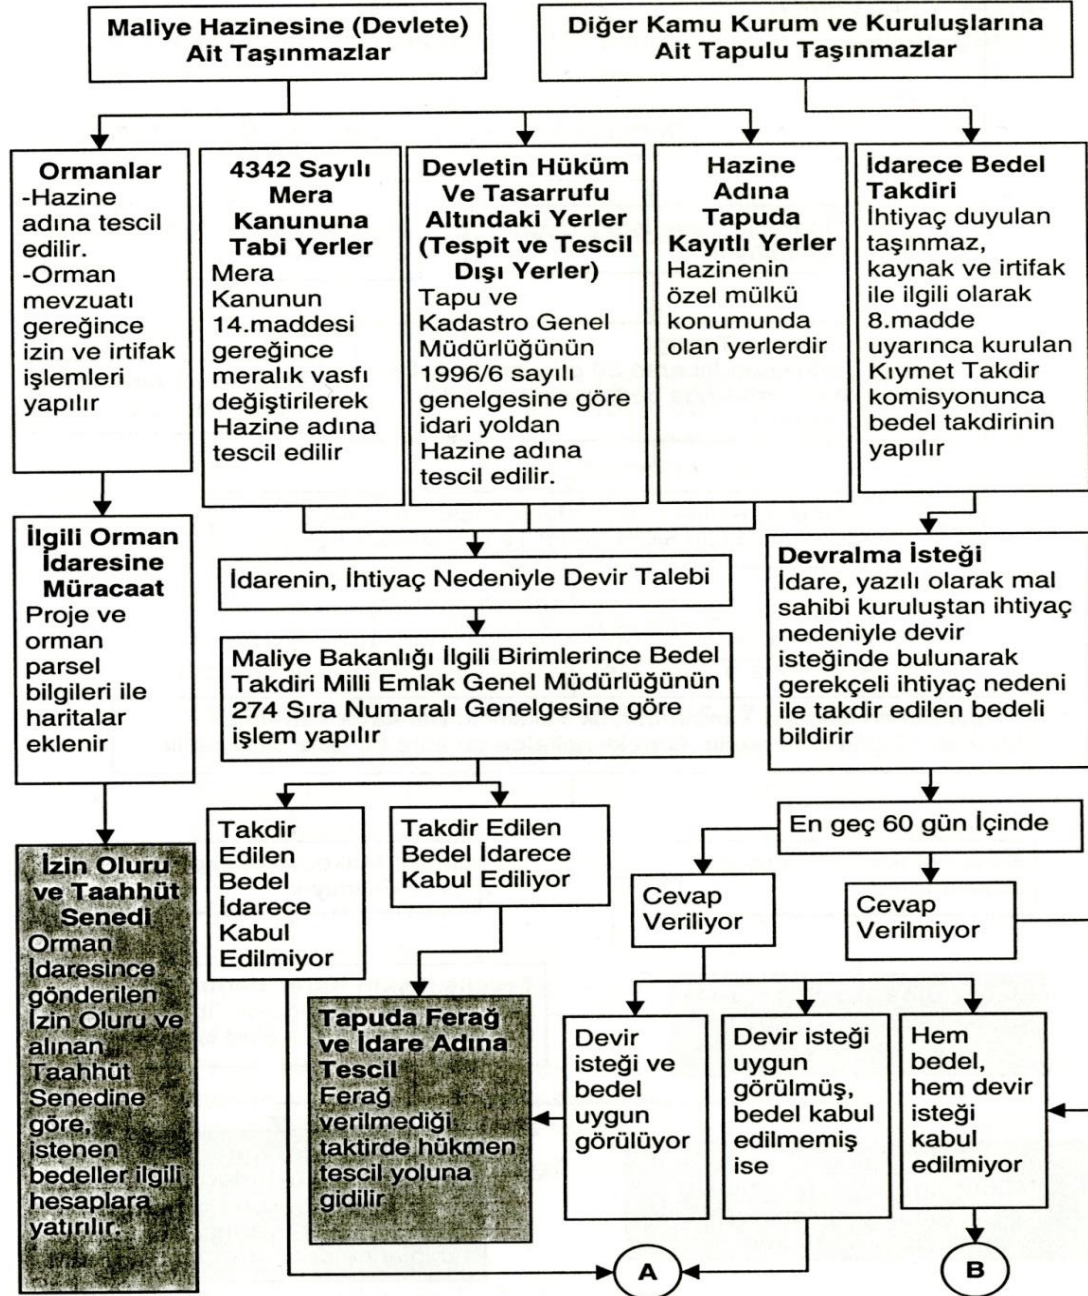 Maliye Hazinesine (Devlete)
Ait Taşınmazlar
Diğer Kamu Kurum ve Kuruluşlarına
Ait Tapulu Taşınmazlar
Ormanlar
-Hazine
adına tescil
edilir.
-Orman
mevzuatı
gereğince
izin ve irtifak
işlemleri
yapılır
4342 Sayılı
Mera
Kanununa
Tabi Yerler
Mera
Kanunun
14.maddesi
gereğince
meralık vasfı
değiştirilerek
Hazine adına
tescil edilir
Devletin Hüküm
Ve Tasarrufu
Altındaki Yerler
(Tespit ve Tescil
Dışı Yerler)
Tapu ve
Kadastro Genel
Müdürlüğünün
1996/6 sayılı
genelgesine göre
idari yoldan
Hazine adına
tescil edilir.
Hazine
Adına
Tapuda
Kayıtlı Yerler
Hazinenin
özel mülkü
konumunda
olan yerlerdir
İdarece Bedel
Takdiri
İhtiyaç duyulan
taşınmaz,
kaynak ve irtifak
ile ilgili olarak
8.madde
uyarınca kurulan
Kıymet Takdir
komisyonunca
bedel takdirinin
yapılır
İlgili Orman
İdaresine
Müracaat
Proje ve
orman
parsel
bilgileri ile
haritalar
eklenir
İdarenin, İhtiyaç Nedeniyle Devir Talebi
Maliye Bakanlığı İlgili Birimlerince Bedel
Takdiri Milli Emlak Genel Müdürlüğünün
274 Sıra Numaralı Genelgesine göre
işlem yapılır
Devralma İsteği
İdare, yazılı olarak mal
sahibi kuruluştan ihtiyaç
nedeniyle devir
isteğinde bulunarak
gerekçeli ihtiyaç nedeni
ile takdir edilen bedeli
bildirir
Takdir
Edilen
Bedel
İdarece
Kabul
Edilmiyor
Takdir Edilen
Bedel İdarece
Kabul Ediliyor
En geç 60 gün İçinde
Cevap
Veriliyor
Cevap
Verilmiyor
İzin Oluru
ve Taahhüt
Senedi
Orman
İdaresince
gönderilen
İzin Oluru ve
alınan
Taahhüt
Senedine
göre,
istenen
bedeller ilgili
hesaplara
yatırılır.
Tapuda Ferağ
ve İdare Adına
Tescil
Ferağ
verilmediği
taktirde hükmen
tescil yoluna
gidilir
Devir
isteği ve
bedel
uygun
görülüyor
Devir isteği
uygun
görülmüş,
bedel kabul
edilmemiş
ise
Hem
bedel,
hem devir
isteği
kabul
edilmiyor
A
B